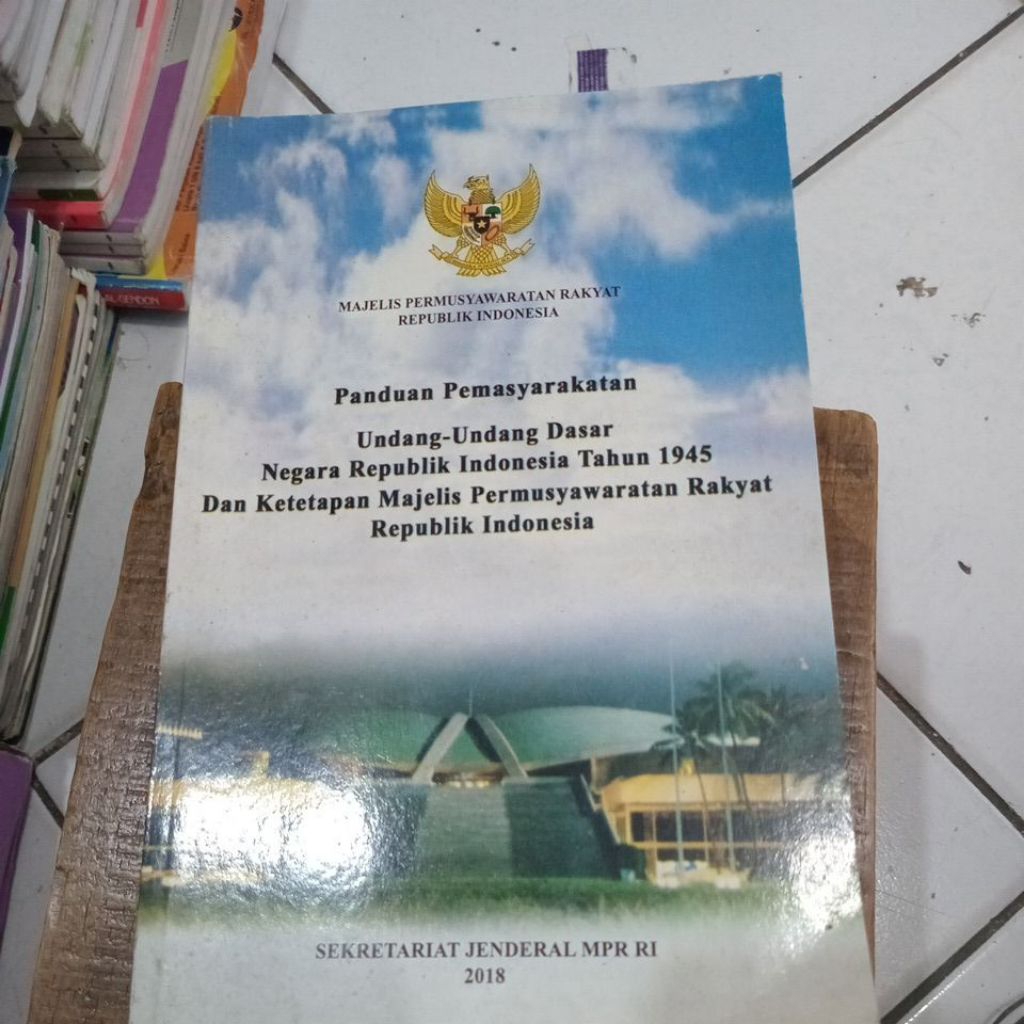 MAJELIS PERMUSYAWARATAN RAKYAT
REPUBLIK INDONESIA
Panduan Pemasyarakatan
Undang-Undang Dasar
Negara Republik Indonesia Tahun 1945
Dan Ketetapan Majelis Permusyawaratan Rakyat
Republik Indonesia
SEKRETARIAT JENDERAL MPR RI
2018